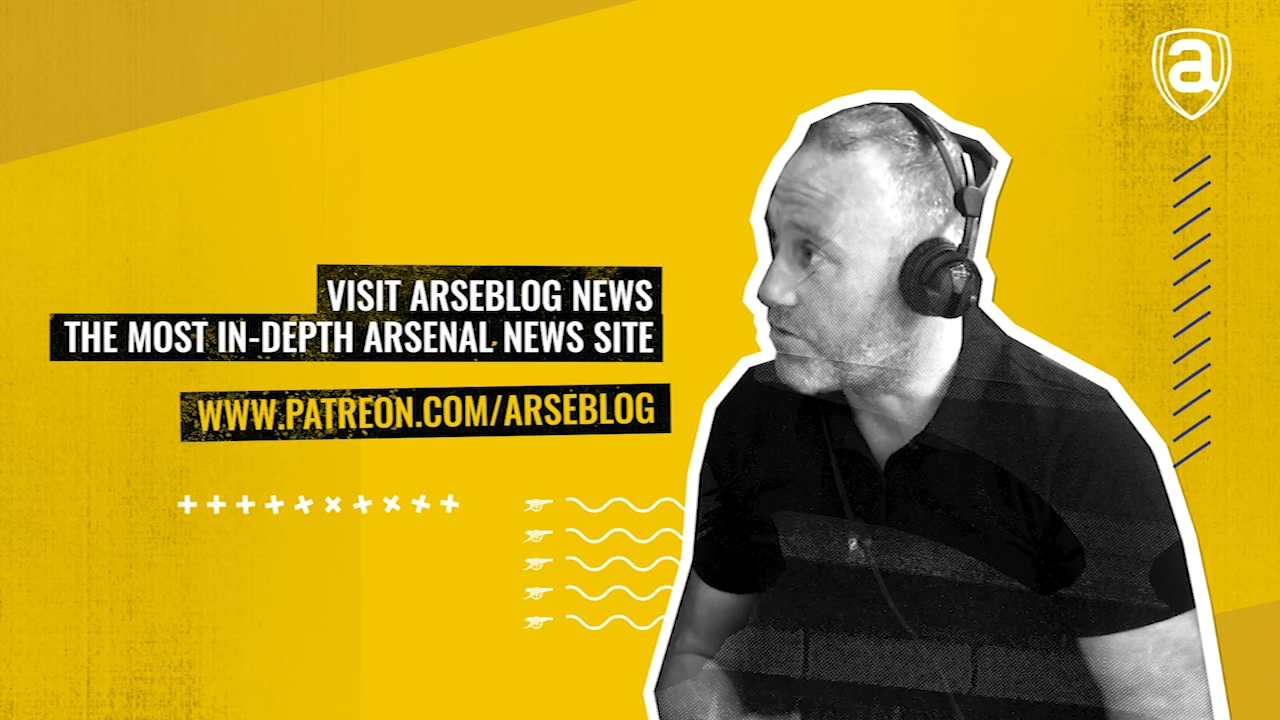 a
VISIT ARSEBLOG NEWS
THE MOST IN-DEPTH ARSENAL NEWS SITE
WWW.PATREON.COM/ARSEBLOG